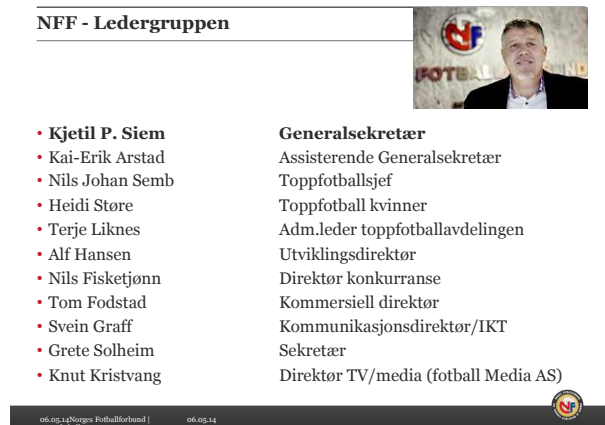 NFF - Ledergruppen
FOTBAL
Kjetil P. Siem Generalsekretær
Kai-Erik Arstad Assisterende Generalsekretær
Nils Johan Semb Toppfotballsjef
Heidi Støre Toppfotball kvinner
Terje Liknes Adm.leder toppfotballavdelingen
Alf Hansen Utviklingsdirektør
Nils Fisketjønn Direktør konkurranse
Tom Fodstad Kommersiell direktør
Svein Graff Kommunikasjonsdirektør/IKT
Grete Solheim Sekretær
Knut Kristvang Direktør TV/media (fotball Media AS)
06.05.14Norges Fotballforbund | 06.05.14